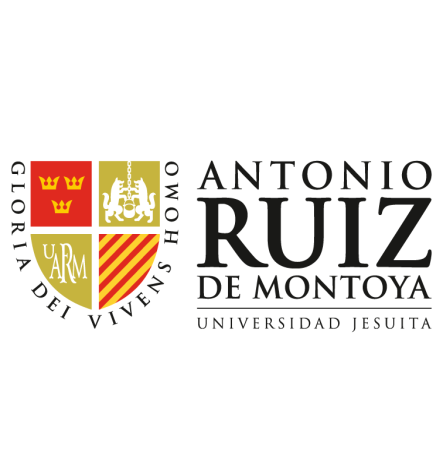 GLORIA DEI VIVENS HOMO
UARM
ANTONIO
RUIZ
DE MONTOYA
UNIVERSIDAD JESUITA